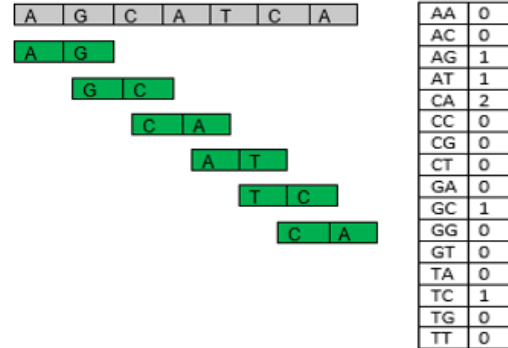 A G C A T C A
A G
G C
C A
A T
T C
C A
AA 0
AC 0
AG 1
AT 1
CA 2
CC 0
CG 0
CT 0
GA 0
GC 1
GG 0
GT 0
TA 0
TC 1
TG 0
TT 0